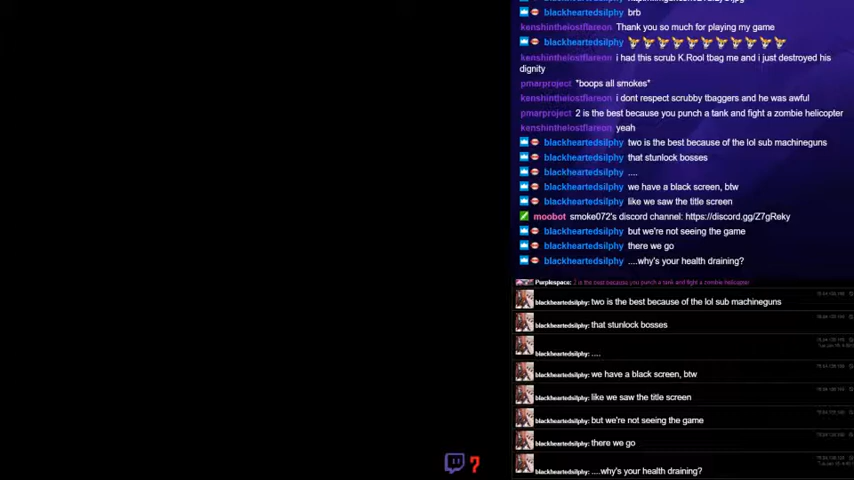 blackheartedsilphy brb
kenshinthelostflareon Thank you so much for playing my game
blackheartedsilphy
kenshinthelostflareon i had this scrub K.Rool tbag me and i just destroyed his
dignity
pmarproject *boops all smokes*
kenshinthelostflareon i dont respect scrubby tbaggers and he was awful
pmarproject 2 is the best because you punch a tank and fight a zombie helicopter
kenshinthelostflareon yeah
blackheartedsilphy two is the best because of the lol sub machineguns
blackheartedsilphy that stunlock bosses
blackheartedsilphy ....
blackheartedsilphy we have a black screen, btw
blackheartedsilphy like we saw the title screen
moobot smoke072's discord channel: https://discord.gg/Z7gReky
blackheartedsilphy but we're not seeing the game
blackheartedsilphy there we go
blackheartedsilphy ....why's your health draining?
Purplespace: 2 is the best because you punch a tank and fight a zombie helicopter
blackheartedsilphy: two is the best because of the lol sub machineguns
blackheartedsilphy: that stunlock bosses
blackheartedsilphy: ....
blackheartedsilphy: we have a black screen, btw
blackheartedsilphy: like we saw the title screen
blackheartedsilphy: but we're not seeing the game
blackheartedsilphy: there we go
blackheartedsilphy: ....why's your health draining?
7